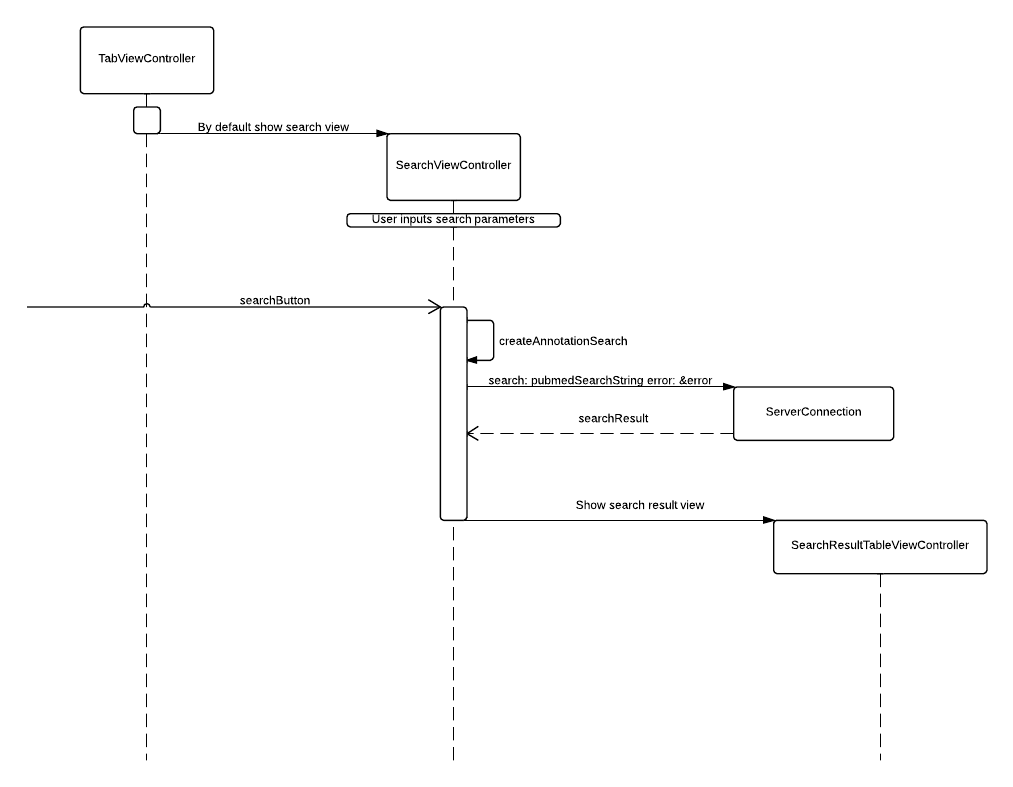 TabViewController
By default show search view
SearchViewController
User inputs search parameters
searchButton
createAnnotationSearch
search: pubmedSearchString error: &error
ServerConnection
searchResult
Show search result view
SearchResultTableViewController